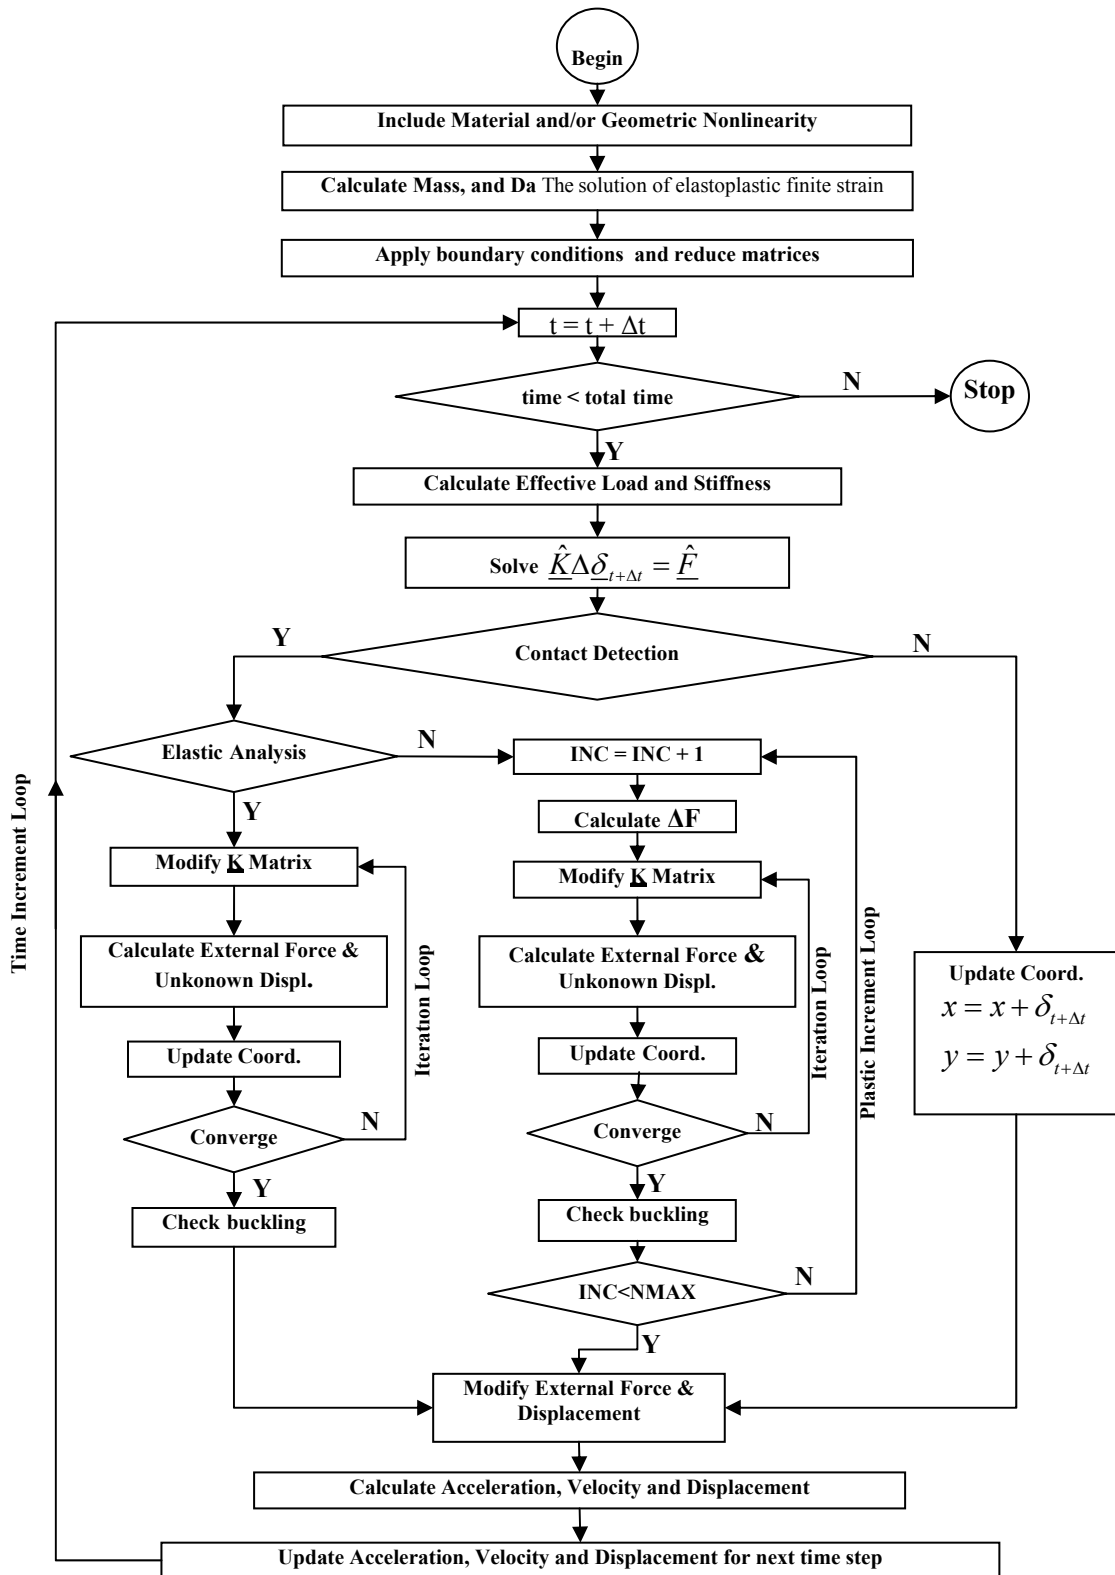 Begin
Include Material and/or Geometric Nonlinearity
Calculate Mass, and Da The solution of elastoplastic finite strain
Apply boundary conditions and reduce matrices
t = t + Δt
time < total time
N
Stop
Y
Calculate Effective Load and Stiffness
Solve K̂Δδ_{t+Δt} = F̂
Y
Contact Detection
N
Elastic Analysis
N
INC = INC + 1
Y
Calculate ΔF
Modify K Matrix
Modify K Matrix
Calculate External Force &
Unkonown Displ.
Calculate External Force &
Unkonown Displ.
Update Coord.
x = x + δ_{t+Δt}
y = y + δ_{t+Δt}
Update Coord.
Update Coord.
Converge
N
Converge
N
Y
Y
Check buckling
Check buckling
INC<NMAX
N
Y
Time Increment Loop
Iteration Loop
Iteration Loop
Plastic Increment Loop
Modify External Force &
Displacement
Calculate Acceleration, Velocity and Displacement
Update Acceleration, Velocity and Displacement for next time step